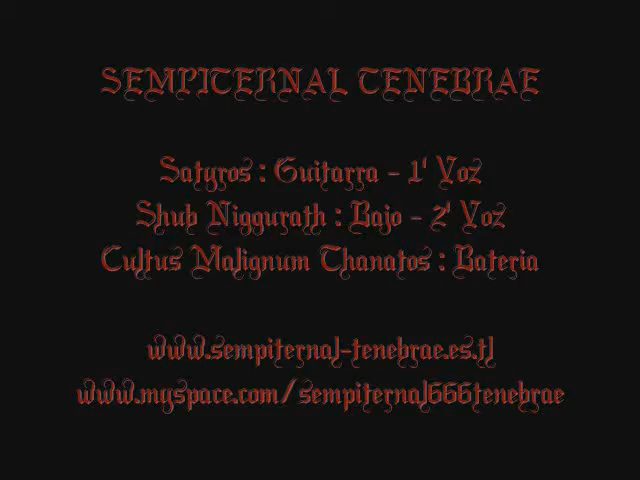 SEMPITERNAL TENEBRAE
Satyros : Guitarra - 1ª Voz
Shub Niggurath : Bajo - 2ª Voz
Cultus Malignum Thanatos : Bateria
www.sempiternal-tenebrae.es.tl
www.myspace.com/sempiternal666tenebrae